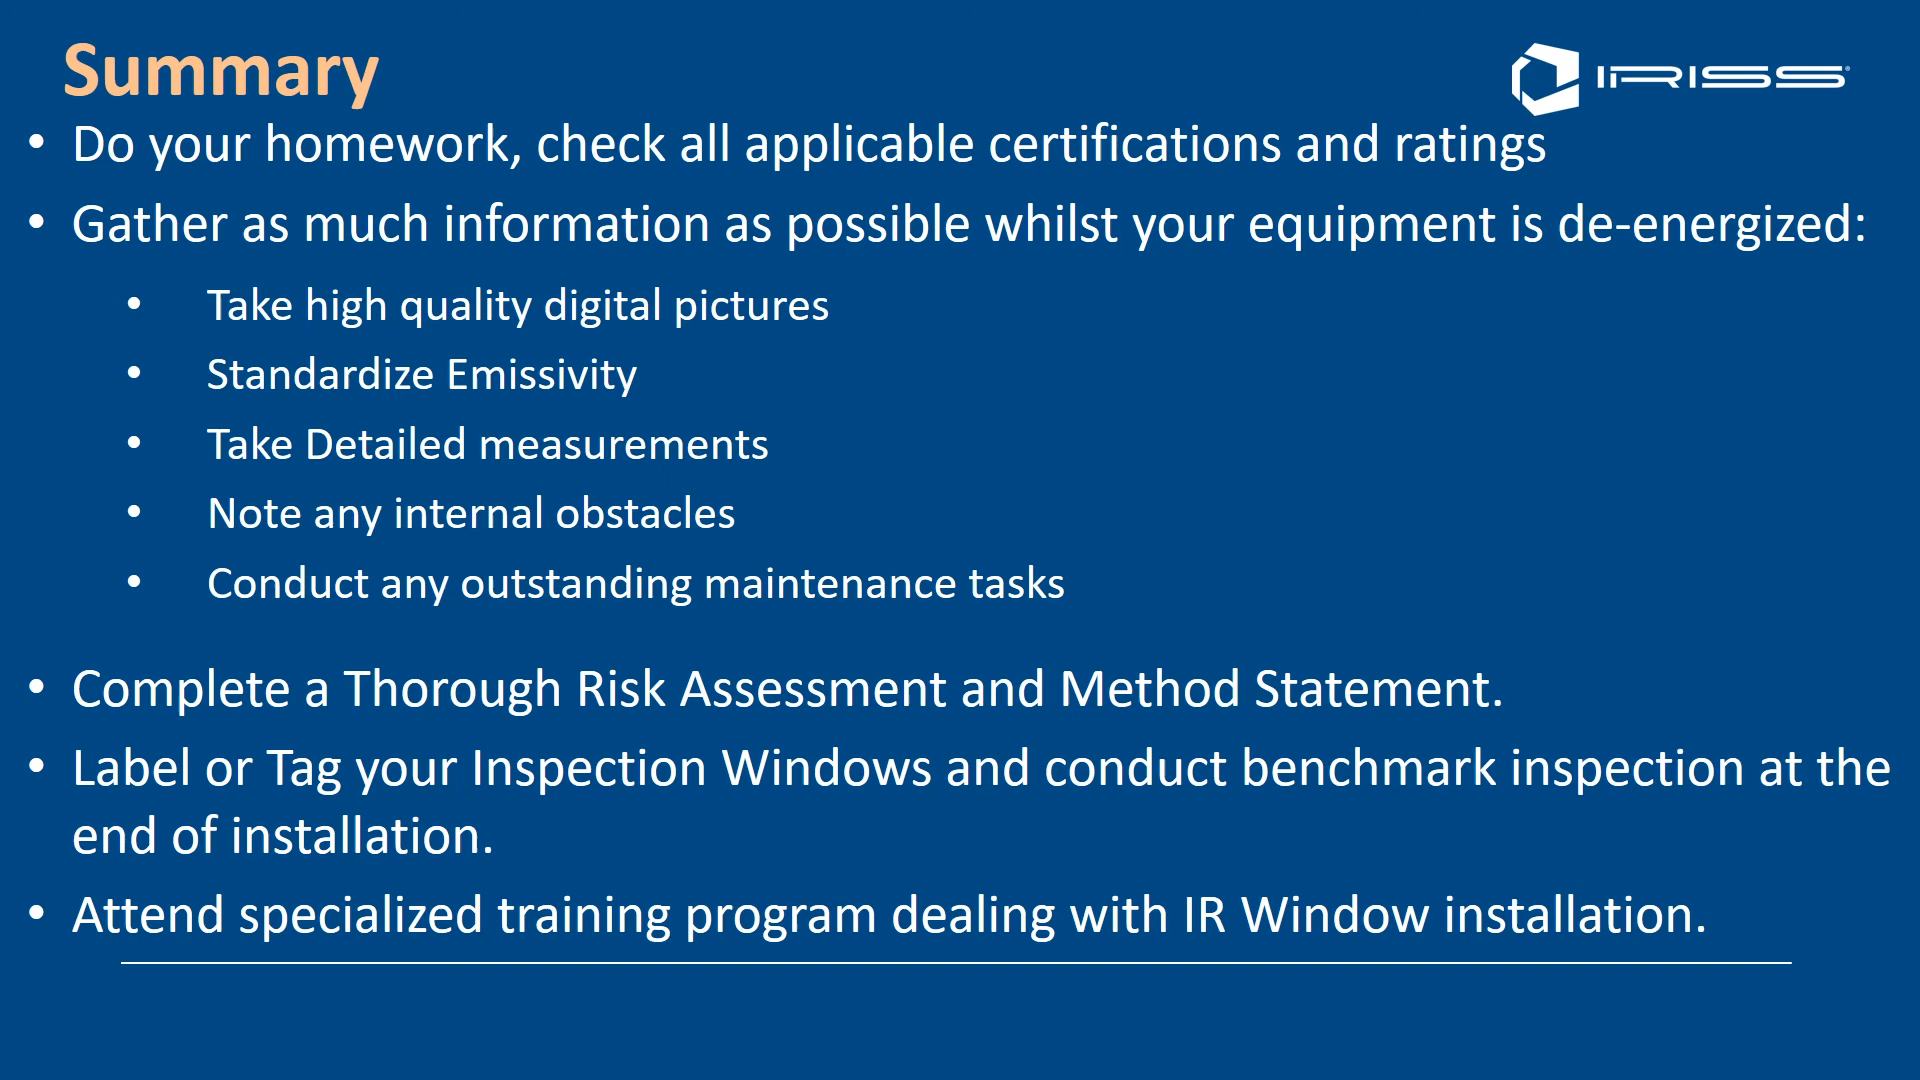 Summary
IRISS®
• Do your homework, check all applicable certifications and ratings
• Gather as much information as possible whilst your equipment is de-energized:
• Take high quality digital pictures
• Standardize Emissivity
• Take Detailed measurements
• Note any internal obstacles
• Conduct any outstanding maintenance tasks
• Complete a Thorough Risk Assessment and Method Statement.
• Label or Tag your Inspection Windows and conduct benchmark inspection at the
end of installation.
• Attend specialized training program dealing with IR Window installation.